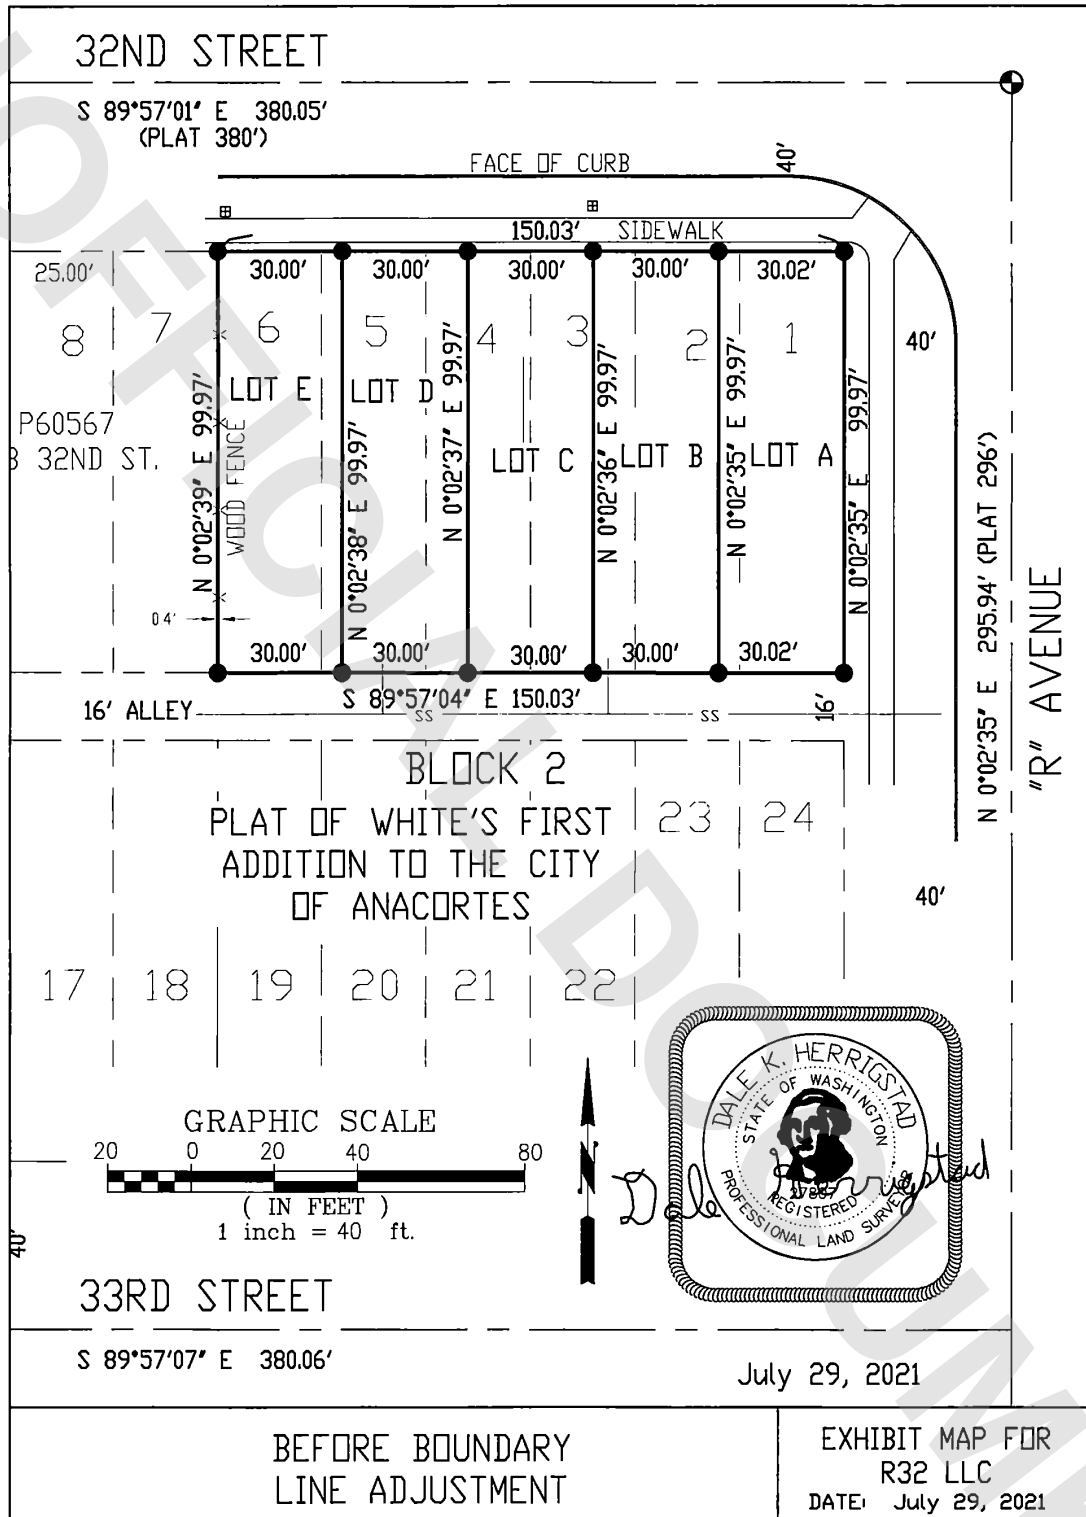 32ND STREET
S 89°57'01" E 380.05'
(PLAT 380')
FACE OF CURB
40'
150.03' SIDEWALK
25.00'
30.00' 30.00' 30.00' 30.00' 30.02'
8 7 6 5 4 3 2 1
40'
LOT E LOT D LOT C LOT B LOT A
P60567
32ND ST.
WOOD FENCE
N 0°02'39" E 99.97'
N 0°02'38" E 99.97'
N 0°02'37" E 99.97'
N 0°02'36" E 99.97'
N 0°02'35" E 99.97'
N 0°02'35" E 99.97'
N 0°02'35" E 295.94' (PLAT 296')
"R" AVENUE
0.4'
30.00' 30.00' 30.00' 30.00' 30.02'
S 89°57'04" E 150.03'
16' ALLEY
SS SS
16'
BLOCK 2
PLAT OF WHITE'S FIRST
ADDITION TO THE CITY
OF ANACORTES
23 24
40'
17 18 19 20 21 22
GRAPHIC SCALE
20 0 20 40 80
( IN FEET )
1 inch = 40 ft.
N
DALE K. HERRIGSTAD
STATE OF WASHINGTON
REGISTERED
PROFESSIONAL LAND SURVEYOR
Dale Herrigstad
40'
33RD STREET
S 89°57'07" E 380.06'
July 29, 2021
BEFORE BOUNDARY
LINE ADJUSTMENT
EXHIBIT MAP FOR
R32 LLC
DATE: July 29, 2021
OFFICIAL DOCUM